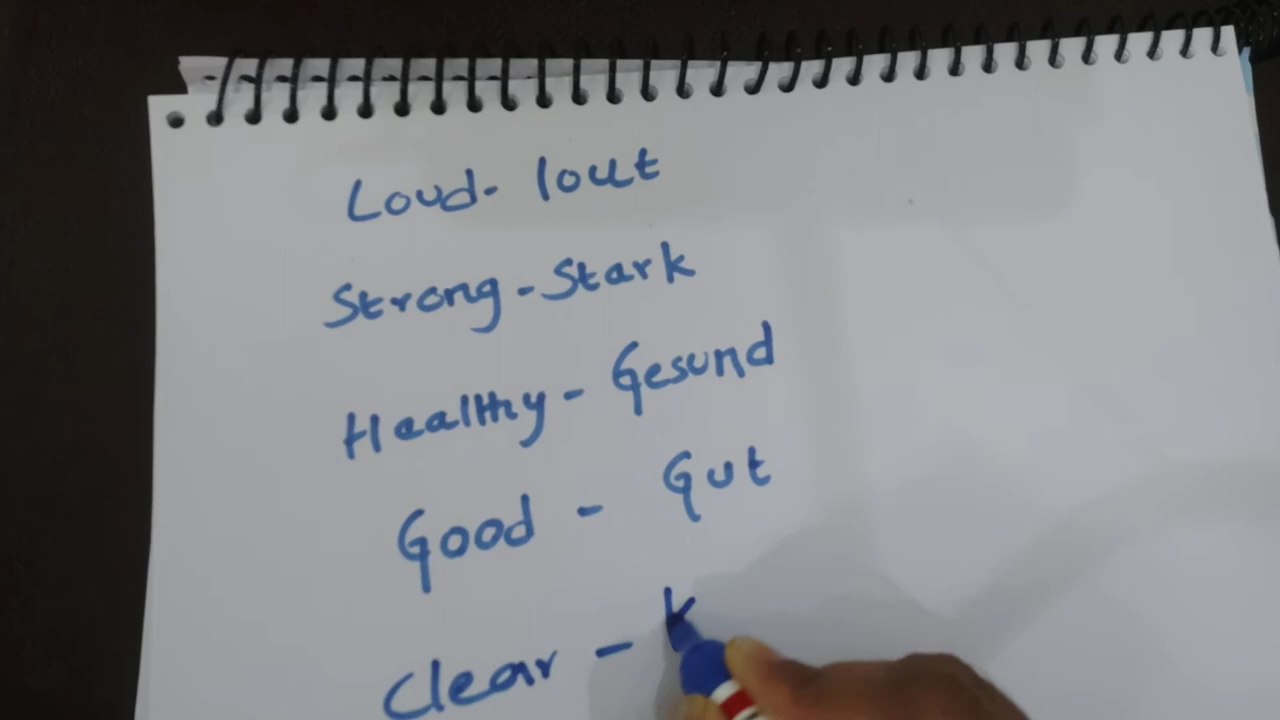 Loud- lout
Strong - Stark
Healthy - Gesund
Good - Gut
Clear - k